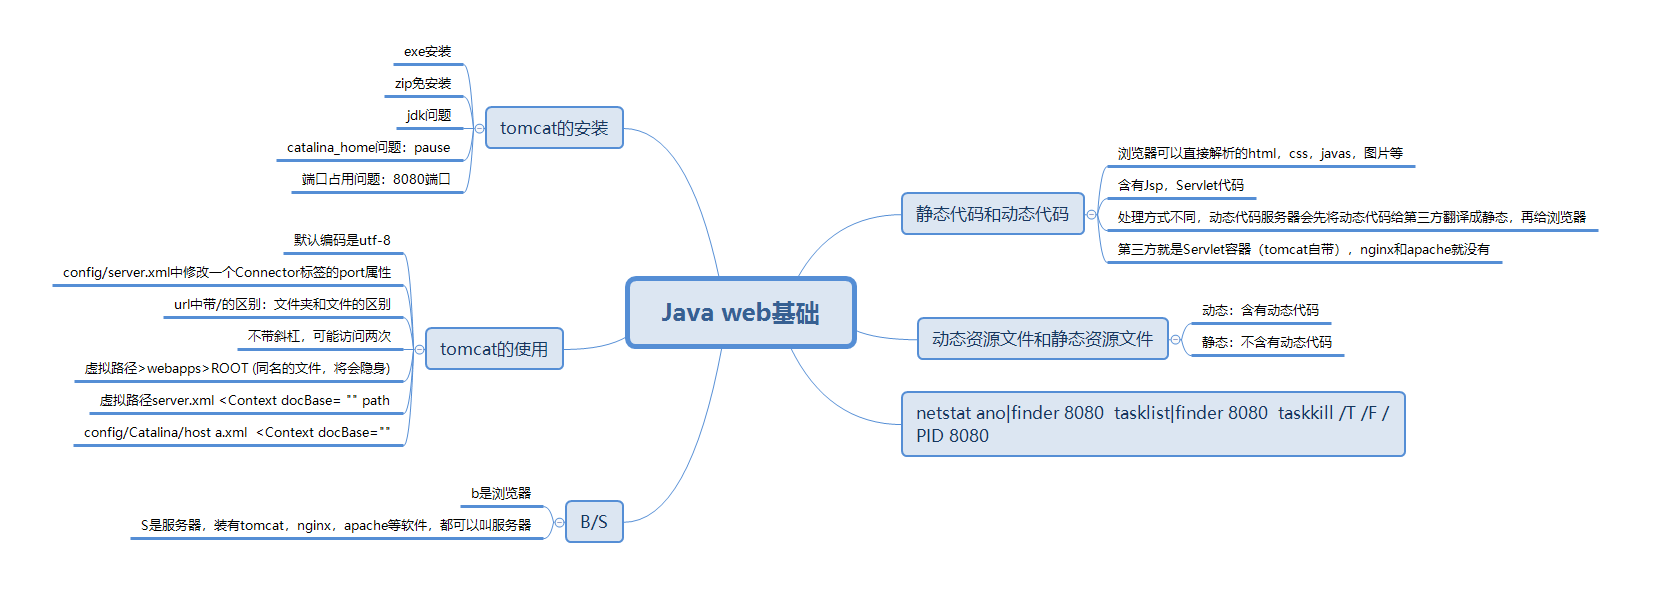 Java web基础
tomcat的安装
exe安装
zip免安装
jdk问题
catalina_home问题：pause
端口占用问题：8080端口
tomcat的使用
默认编码是utf-8
config/server.xml中修改一个Connector标签的port属性
url中带/的区别：文件夹和文件的区别
不带斜杠，可能访问两次
虚拟路径>webapps>ROOT (同名的文件，将会隐身)
虚拟路径server.xml <Context docBase= "" path
config/Catalina/host a.xml  <Context docBase=""
B/S
b是浏览器
S是服务器，装有tomcat，nginx，apache等软件，都可以叫服务器
静态代码和动态代码
浏览器可以直接解析的html，css，javas，图片等
含有Jsp，Servlet代码
处理方式不同，动态代码服务器会先将动态代码给第三方翻译成静态，再给浏览器
第三方就是Servlet容器（tomcat自带），nginx和apache就没有
动态资源文件和静态资源文件
动态：含有动态代码
静态：不含有动态代码
netstat ano|finder 8080  tasklist|finder 8080  taskkill /T /F /
PID 8080